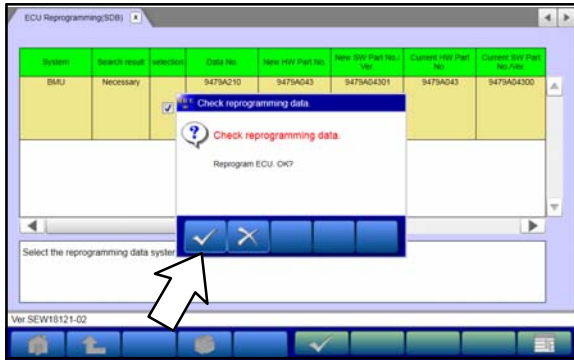 ECU Reprogramming(SDB) x
System Search result selection Data No. New HW Part No. New SW Part No./Ver. Current HW Part No. Current SW Part No./Ver.
BMU Necessary 9479A210 9479A043 9479A04301 9479A043 9479A04300
Check reprogramming data.
Check reprogramming data.
Reprogram ECU. OK?
Select the reprogramming data system
Ver.SEW18121-02